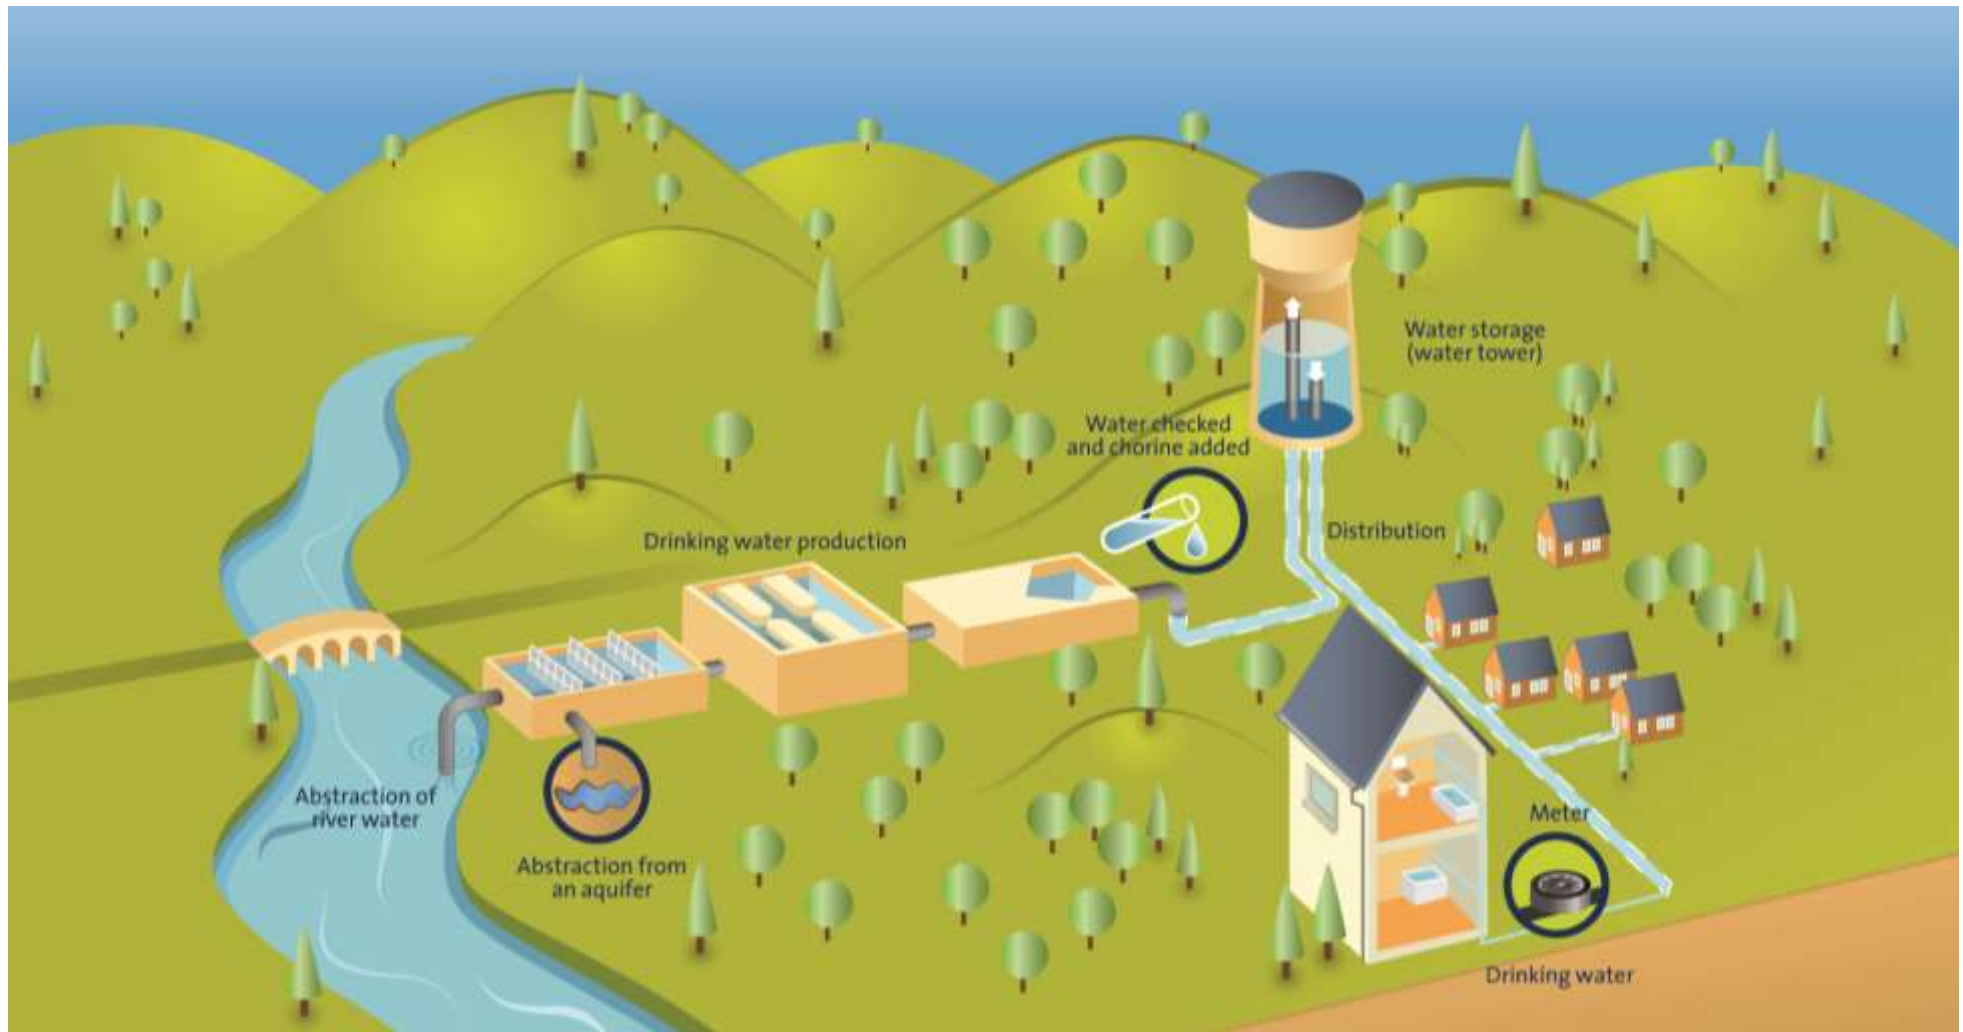 Water storage
(water tower)
Water checked
and chorine added
Distribution
Drinking water production
Abstraction of
river water
Abstraction from
an aquifer
Meter
Drinking water